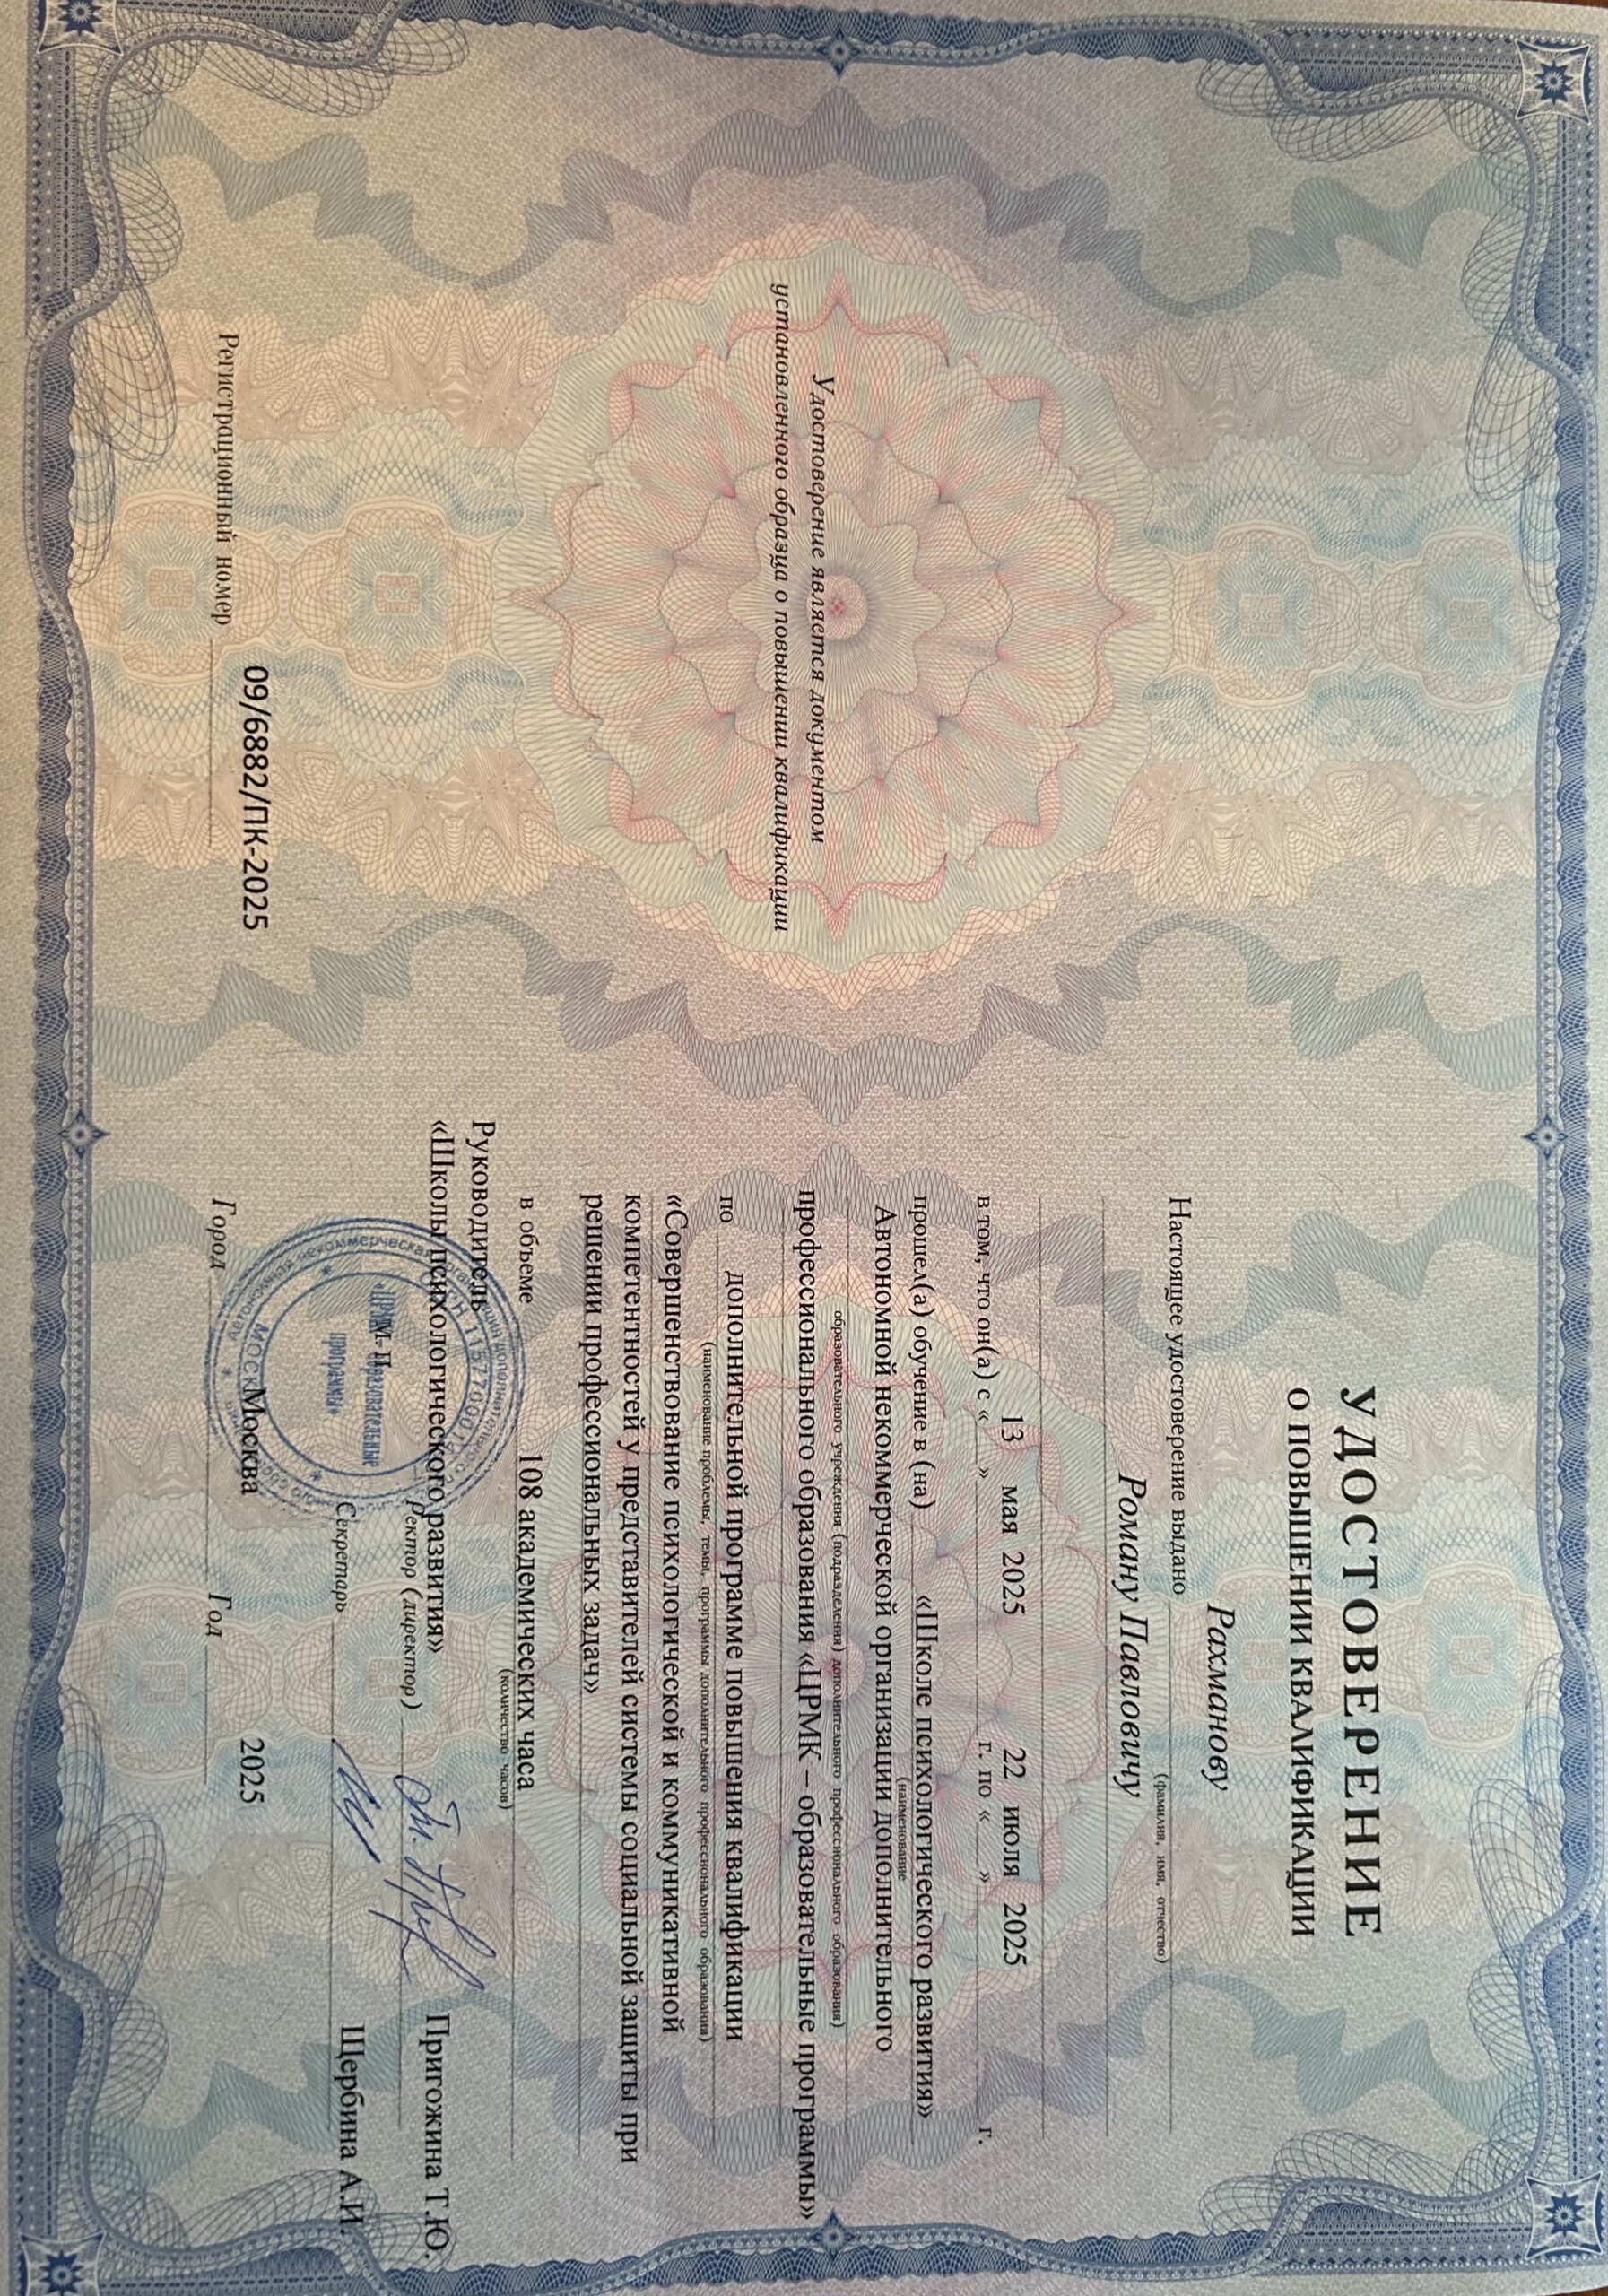 Удостоверение является документом
установленного образца о повышении квалификации
Регистрационный номер 09/6882/ПК-2025
УДОСТОВЕРЕНИЕ
О ПОВЫШЕНИИ КВАЛИФИКАЦИИ
Рахманову
Настоящее удостоверение выдано
(фамилия, имя, отчество)
Роману Павловичу
13 мая 2025 22 июля 2025
в том, что он(а) с « » г. по « » г.
прошел(а) обучение в (на) «Школе психологического развития»
(наименование
Автономной некоммерческой организации дополнительного
образовательного учреждения (подразделения) дополнительного профессионального образования)
профессионального образования «ЦРМК – образовательные программы»
по дополнительной программе повышения квалификации
(наименование проблемы, темы, программы дополнительного профессионального образования)
«Совершенствование психологической и коммуникативной
компетентностей у представителей системы социальной защиты при
решении профессиональных задач»
в объеме 108 академических часа
(количество часов)
Руководитель
«Школы психологического развития» Пригожина Т.Ю.
Ректор (директор)
М. П.
образовательные
программы»
Секретарь Щербина А.И.
Город Москва Год 2025
МОСКВА